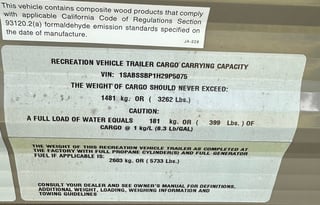 This vehicle contains composite wood products that comply
with applicable California Code of Regulations Section
93120.2(a) formaldehyde emission standards specified on
the date of manufacture.
JA-028
RECREATION VEHICLE TRAILER CARGO CARRYING CAPACITY
VIN: 1SABS8BP1H29P5075
THE WEIGHT OF CARGO SHOULD NEVER EXCEED:
1481 kg. OR ( 3262 Lbs.)
CAUTION:
A FULL LOAD OF WATER EQUALS 181 kg. OR ( 399 Lbs.) OF
CARGO @ 1 kg/L (8.3 Lb/GAL)
THE WEIGHT OF THIS RECREATION VEHICLE TRAILER AS COMPLETED AT
THE FACTORY WITH FULL PROPANE CYLINDER(S) AND FULL GENERATOR
FUEL IF APPLICABLE IS:
2603 kg. OR ( 5733 Lbs.)
CONSULT YOUR DEALER AND SEE OWNER'S MANUAL FOR DEFINITIONS,
ADDITIONAL WEIGHT, LOADING, WEIGHING INFORMATION AND
TOWING GUIDELINES